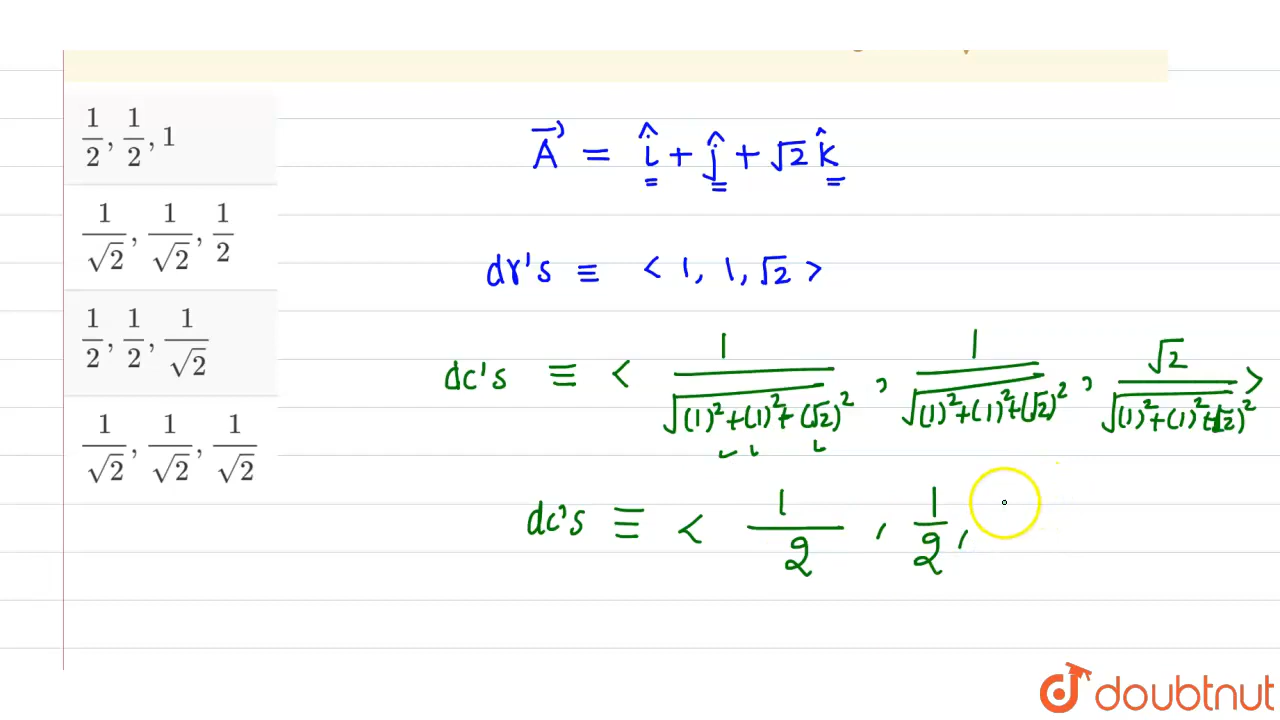 1/2, 1/2, 1
1/√2, 1/√2, 1/2
1/2, 1/2, 1/√2
1/√2, 1/√2, 1/√2
A⃗ = î + ĵ + √2 k̂
dr's ≡ < 1, 1, √2 >
dc's ≡ < 1/√((1)²+(1)²+(√2)²) , 1/√((1)²+(1)²+(√2)²) , √2/√((1)²+(1)²+(√2)²) >
dc's ≡ < 1/2 , 1/2 ,
doubtnut